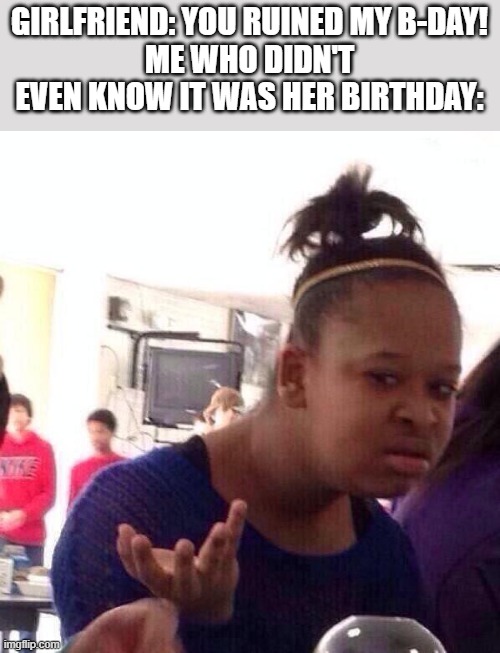 GIRLFRIEND: YOU RUINED MY B-DAY!
ME WHO DIDN'T
EVEN KNOW IT WAS HER BIRTHDAY:
NIKE
imgflip.com